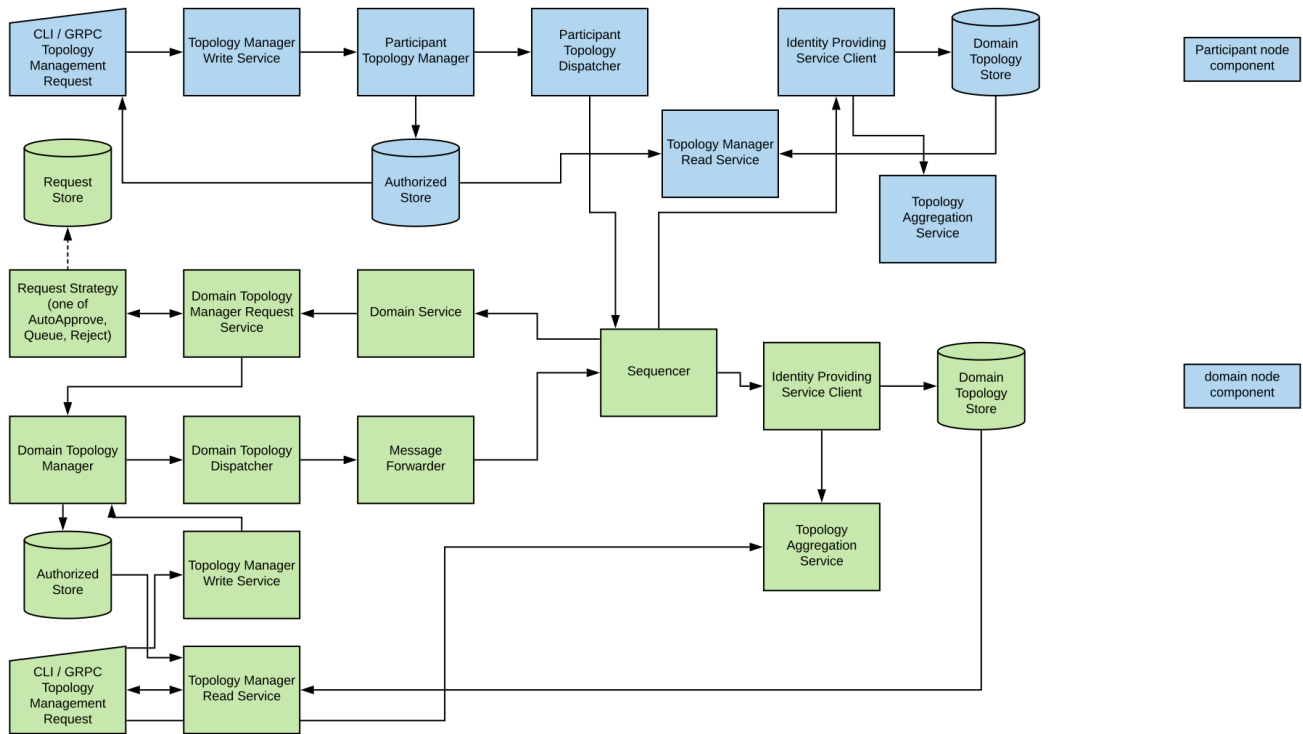 CLI / GRPC
Topology
Management
Request
Topology Manager
Write Service
Participant
Topology Manager
Participant
Topology
Dispatcher
Identity Providing
Service Client
Domain
Topology
Store
Participant node
component
Request
Store
Authorized
Store
Topology Manager
Read Service
Topology
Aggregation
Service
Request Strategy
(one of
AutoApprove,
Queue, Reject)
Domain Topology
Manager Request
Service
Domain Service
Sequencer
Identity Providing
Service Client
Domain
Topology
Store
domain node
component
Domain Topology
Manager
Domain Topology
Dispatcher
Message
Forwarder
Authorized
Store
Topology Manager
Write Service
Topology
Aggregation
Service
CLI / GRPC
Topology
Management
Request
Topology Manager
Read Service